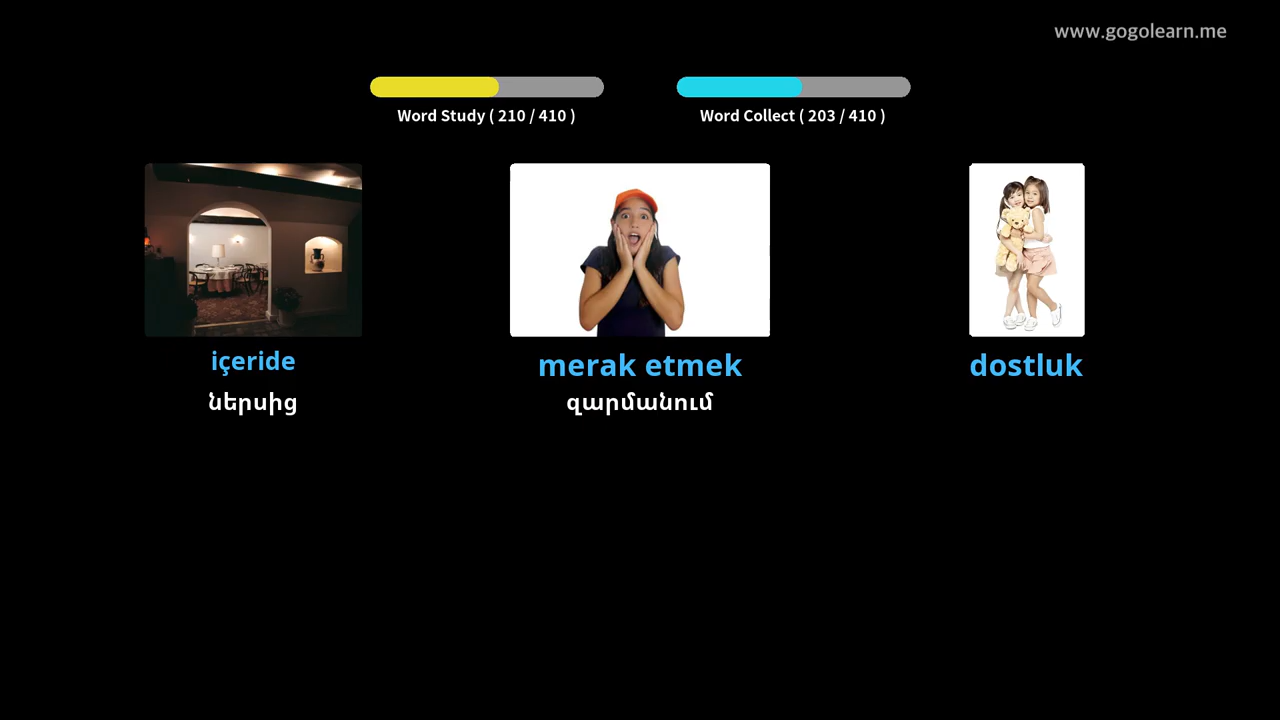 www.gogolearn.me
Word Study ( 210 / 410 )
Word Collect ( 203 / 410 )
içeride
ներսից
merak etmek
զարմանում
dostluk